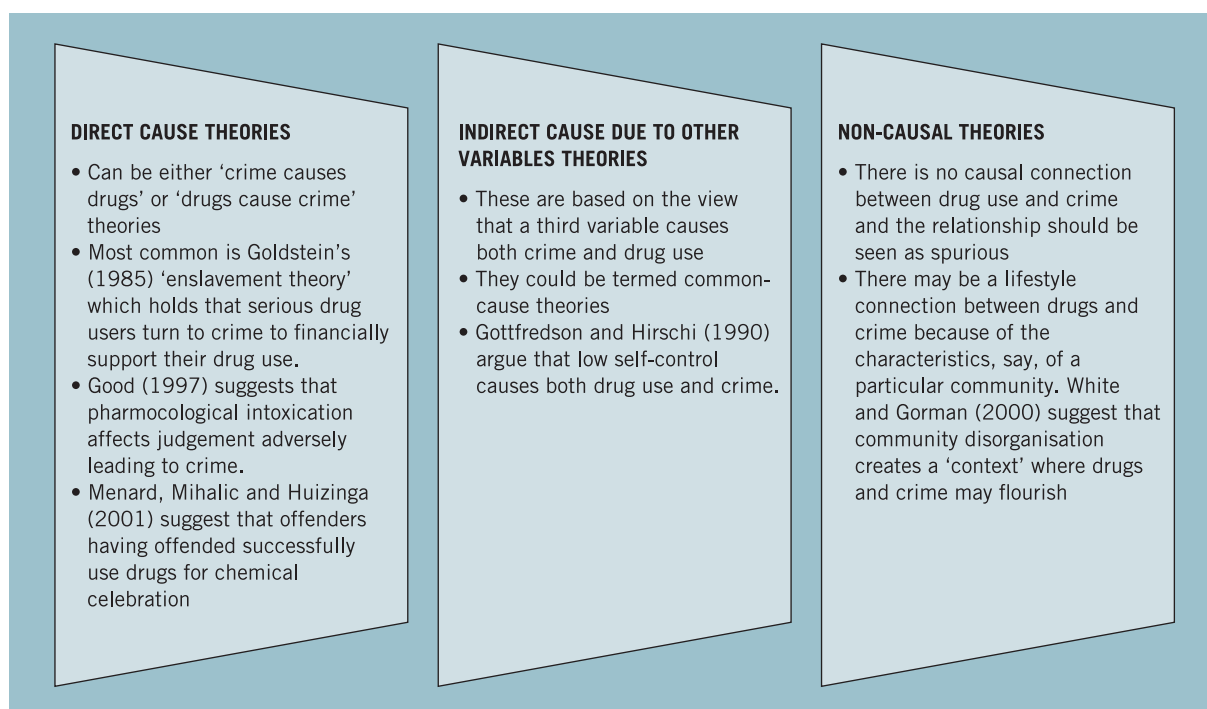 DIRECT CAUSE THEORIES
• Can be either ‘crime causes
drugs’ or ‘drugs cause crime’
theories
• Most common is Goldstein’s
(1985) ‘enslavement theory’
which holds that serious drug
users turn to crime to financially
support their drug use.
• Good (1997) suggests that
pharmocological intoxication
affects judgement adversely
leading to crime.
• Menard, Mihalic and Huizinga
(2001) suggest that offenders
having offended successfully
use drugs for chemical
celebration
INDIRECT CAUSE DUE TO OTHER
VARIABLES THEORIES
• These are based on the view
that a third variable causes
both crime and drug use
• They could be termed common-
cause theories
• Gottfredson and Hirschi (1990)
argue that low self-control
causes both drug use and crime.
NON-CAUSAL THEORIES
• There is no causal connection
between drug use and crime
and the relationship should be
seen as spurious
• There may be a lifestyle
connection between drugs and
crime because of the
characteristics, say, of a
particular community. White
and Gorman (2000) suggest that
community disorganisation
creates a ‘context’ where drugs
and crime may flourish